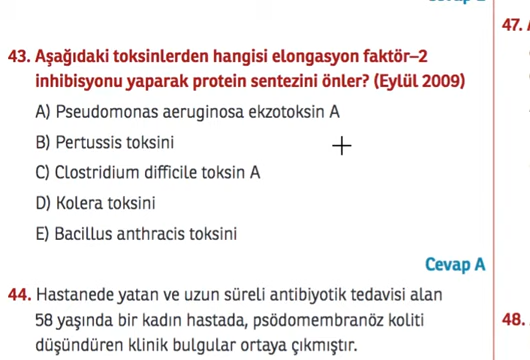 47.
43. Aşağıdaki toksinlerden hangisi elongasyon faktör–2
inhibisyonu yaparak protein sentezini önler? (Eylül 2009)
A) Pseudomonas aeruginosa ekzotoksin A
B) Pertussis toksini
C) Clostridium difficile toksin A
D) Kolera toksini
E) Bacillus anthracis toksini
Cevap A
44. Hastanede yatan ve uzun süreli antibiyotik tedavisi alan
58 yaşında bir kadın hastada, psödomembranöz koliti
düşündüren klinik bulgular ortaya çıkmıştır.
48.